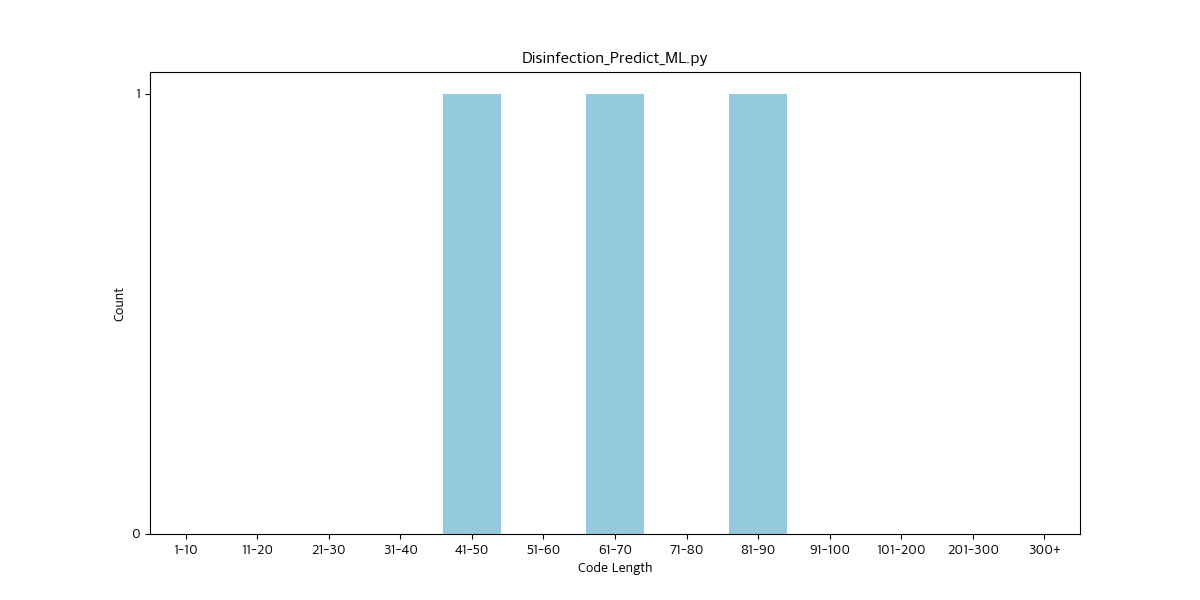 Disinfection_Predict_ML.py
1
Count
0
1-10 11-20 21-30 31-40 41-50 51-60 61-70 71-80 81-90 91-100 101-200 201-300 300+
Code Length